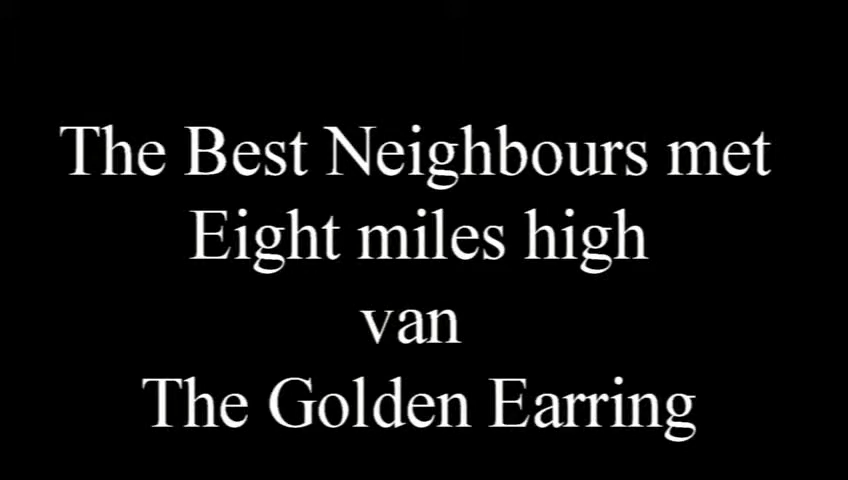 The Best Neighbours met
Eight miles high
van
The Golden Earring